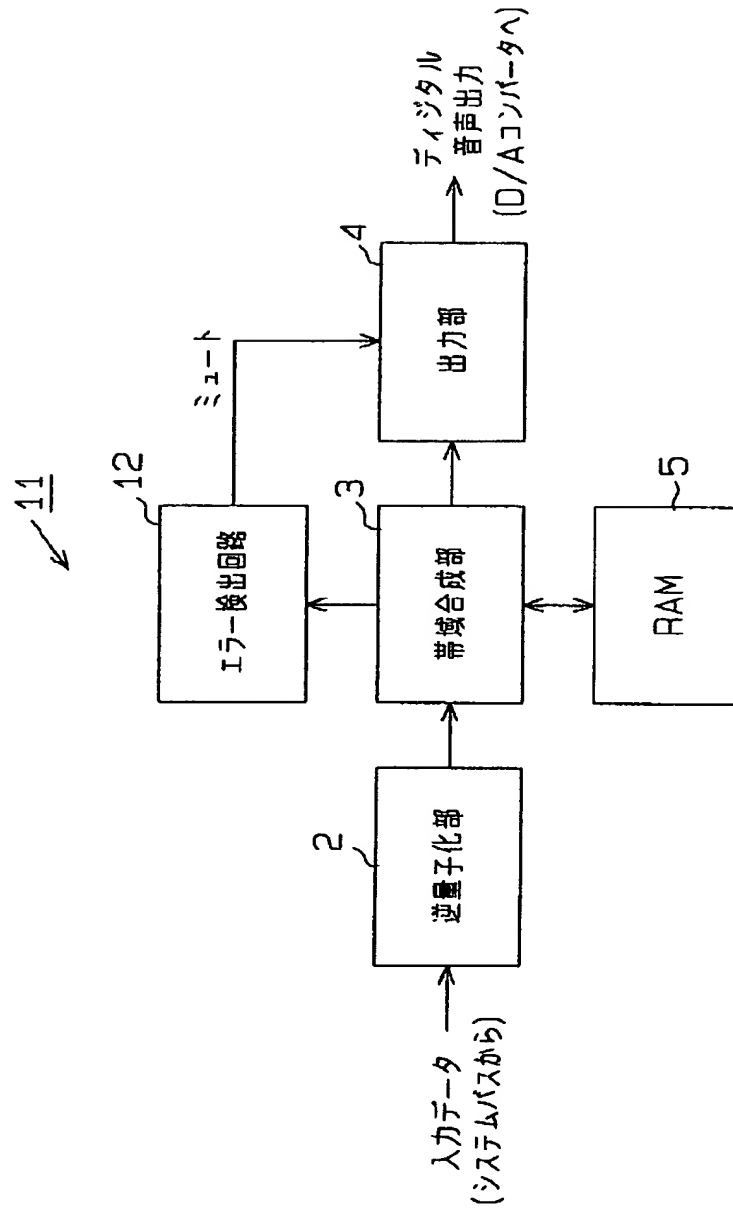 11
12
エラー検出回路
ミュート
入力データ
(システムバスから)
2
逆量子化部
3
帯域合成部
4
出力部
ディジタル
音声出力
(D/Aコンバータへ)
5
RAM